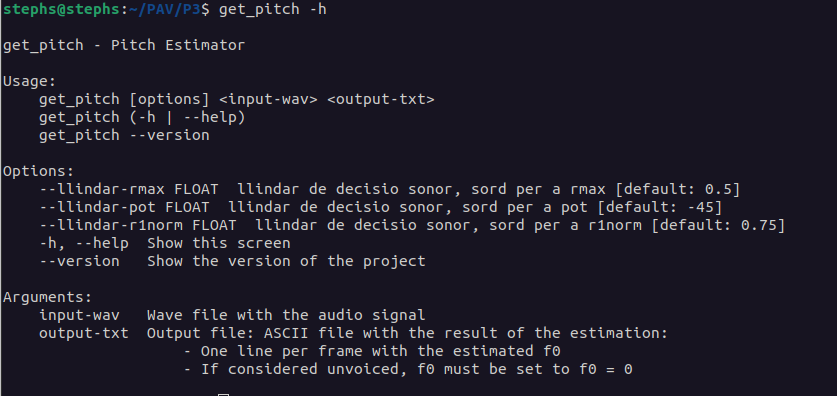 stephs@stephs:~/PAV/P3$ get_pitch -h
get_pitch - Pitch Estimator
Usage:
get_pitch [options] <input-wav> <output-txt>
get_pitch (-h | --help)
get_pitch --version
Options:
--llindar-rmax FLOAT  llindar de decisio sonor, sord per a rmax [default: 0.5]
--llindar-pot FLOAT  llindar de decisio sonor, sord per a pot [default: -45]
--llindar-r1norm FLOAT  llindar de decisio sonor, sord per a r1norm [default: 0.75]
-h, --help  Show this screen
--version   Show the version of the project
Arguments:
input-wav   Wave file with the audio signal
output-txt  Output file: ASCII file with the result of the estimation:
- One line per frame with the estimated f0
- If considered unvoiced, f0 must be set to f0 = 0